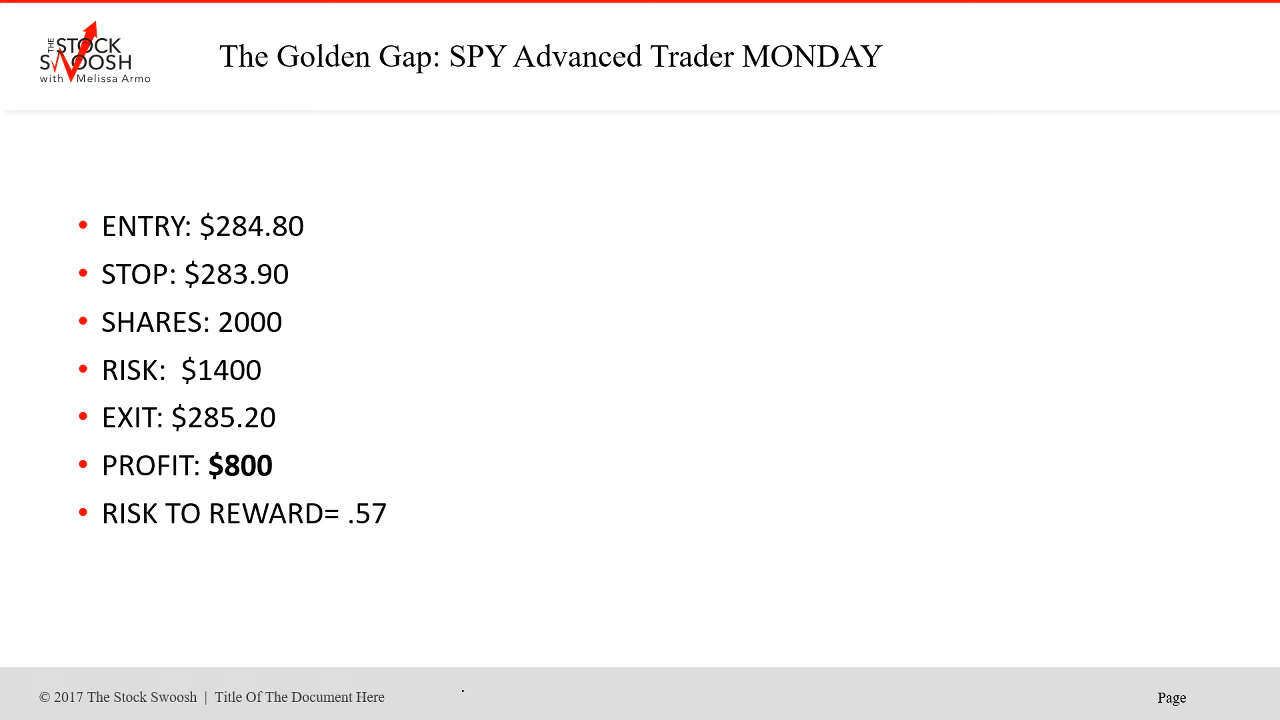 THE STOCK
SWOOSH
with Melissa Armo
The Golden Gap: SPY Advanced Trader MONDAY
• ENTRY: $284.80
• STOP: $283.90
• SHARES: 2000
• RISK:  $1400
• EXIT: $285.20
• PROFIT: $800
• RISK TO REWARD= .57
© 2017 The Stock Swoosh | Title Of The Document Here
Page